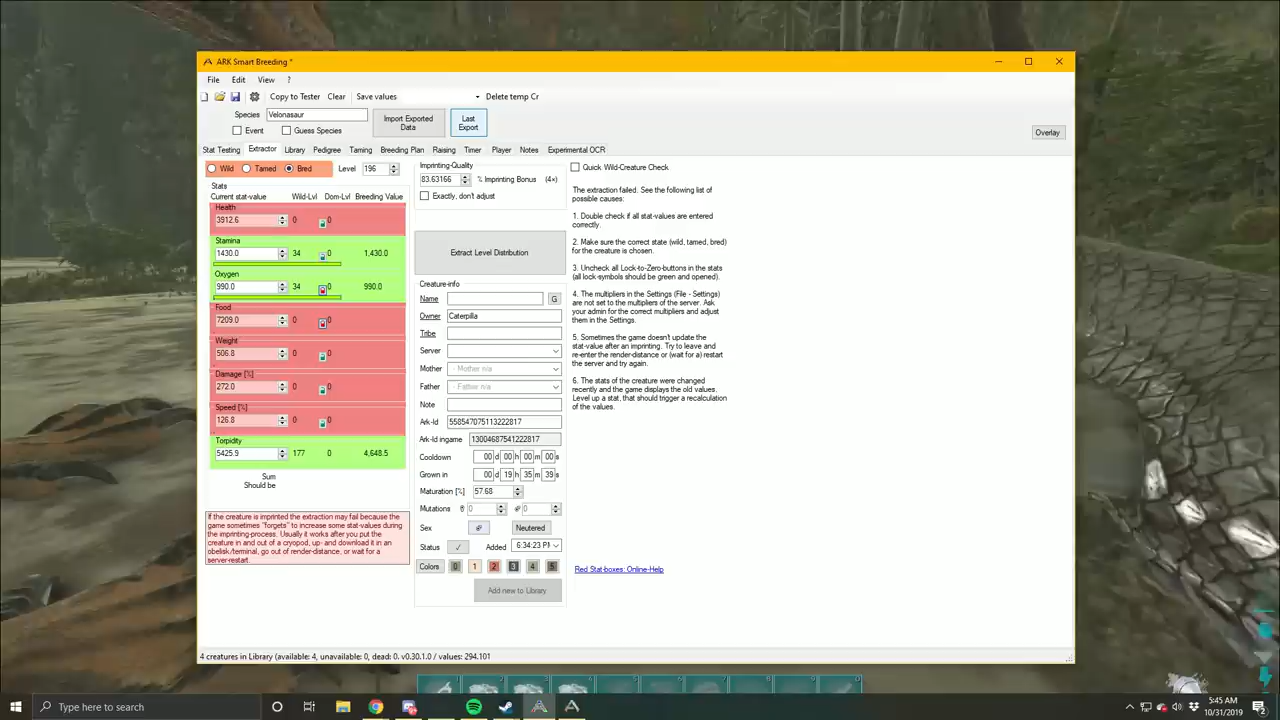 ARK Smart Breeding *
File Edit View ?
Copy to Tester Clear Save values Delete temp Cr
Species Velonasaur Import Exported Data Last Export
Event Guess Species Overlay
Stat Testing Extractor Library Pedigree Taming Breeding Plan Raising Timer Player Notes Experimental OCR
Wild Tamed Bred Level 196
Stats
Current stat-value Wild-Lvl Dom-Lvl Breeding Value
Health
3912.6 0 0
Stamina
1430.0 34 0 1,430.0
Oxygen
990.0 34 0 990.0
Food
7209.0 0 0
Weight
506.8 0 0
Damage [%]
272.0 0 0
Speed [%]
126.8 0 0
Torpidity
5425.9 177 0 4,648.5
Sum
Should be
If the creature is imprinted the extraction may fail because the
game sometimes "forgets" to increase some stat-values during
the imprinting-process. Usually it works after you put the
creature in and out of a cryopod, up- and download it in an
obelisk/terminal, go out of render-distance, or wait for a
server-restart.
Imprinting-Quality
83.63166 % Imprinting Bonus (4×)
Exactly, don't adjust
Extract Level Distribution
Creature-info
Name G
Owner Caterpilla
Tribe
Server
Mother - Mother n/a
Father - Father n/a
Note
Ark-Id 558547075113222817
Ark-Id ingame 13004687541222817
Cooldown 00 d 00 h 00 m 00 s
Grown in 00 d 19 h 35 m 39 s
Maturation [%] 57.68
Mutations 0 0
Sex Neutered
Status ✓ Added 6:34:23 PM
Colors 0 1 2 3 4 5
Add new to Library
Quick Wild-Creature Check
The extraction failed. See the following list of
possible causes:
1. Double check if all stat-values are entered
correctly.
2. Make sure the correct state (wild, tamed, bred)
for the creature is chosen.
3. Uncheck all Lock-to-Zero-buttons in the stats
(all lock-symbols should be green and opened).
4. The multipliers in the Settings (File - Settings)
are not set to the multipliers of the server. Ask
your admin for the correct multipliers and adjust
them in the Settings.
5. Sometimes the game doesn't update the
stat-value after an imprinting. Try to leave and
re-enter the render-distance or (wait for a) restart
the server and try again.
6. The stats of the creature were changed
recently and the game displays the old values.
Level up a stat, that should trigger a recalculation
of the values.
Red Stat-boxes: Online-Help
4 creatures in Library (available: 4, unavailable: 0, dead: 0. v0.30.1.0 / values: 294.101
Type here to search
5:45 AM
10/31/2019
2